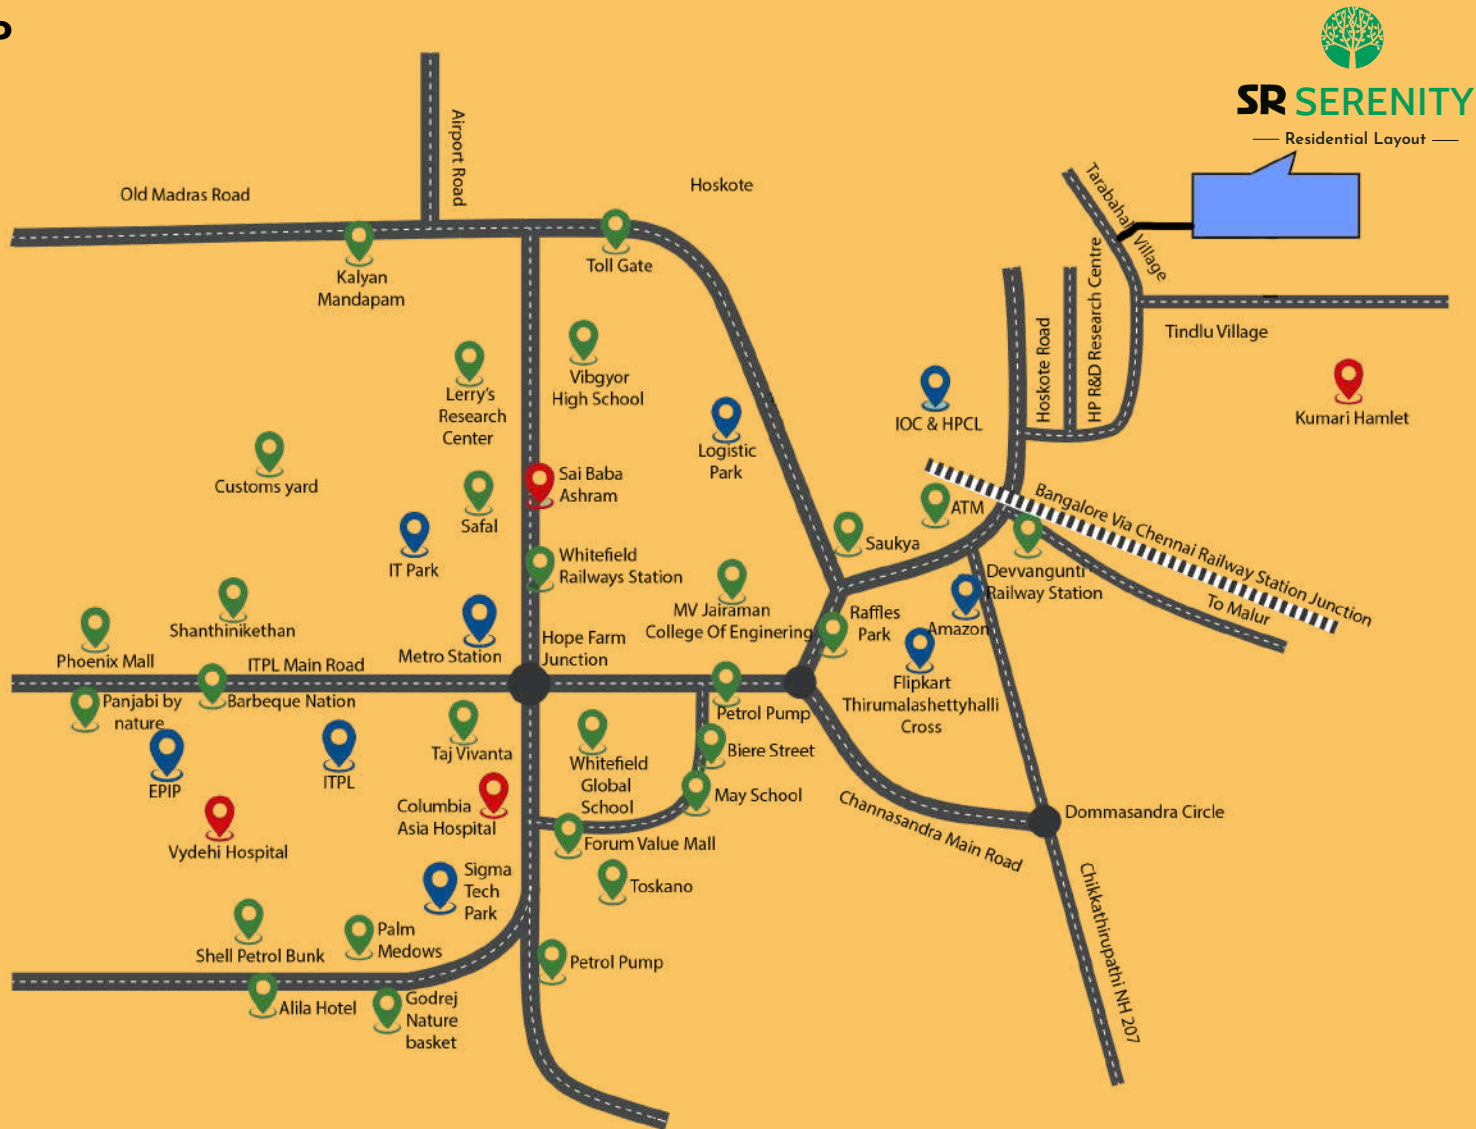 P
SR SERENITY
Residential Layout
Airport Road
Old Madras Road
Hoskote
Kalyan
Mandapam
Toll Gate
Tarabahali Village
HP R&D Research Centre
Hoskote Road
Tindlu Village
Lerry's
Research
Center
Vibgyor
High School
Logistic
Park
IOC & HPCL
Kumari Hamlet
Customs yard
Safal
Sai Baba
Ashram
IT Park
Whitefield
Railways Station
Saukya
ATM
Bangalore Via Chennai Railway Station Junction
Devvangunti
Railway Station
To Malur
Shanthinikethan
Phoenix Mall
Metro Station
Hope Farm
Junction
MV Jairaman
College Of Enginering
Raffles
Park
Amazon
ITPL Main Road
Panjabi by
nature
Barbeque Nation
Flipkart
Thirumalashettyhalli
Cross
Petrol Pump
EPIP
ITPL
Taj Vivanta
Whitefield
Global
School
Biere Street
May School
Vydehi Hospital
Columbia
Asia Hospital
Forum Value Mall
Channasandra Main Road
Dommasandra Circle
Sigma
Tech
Park
Toskano
Chikkathirupathi NH 207
Shell Petrol Bunk
Palm
Medows
Petrol Pump
Alila Hotel
Godrej
Nature
basket